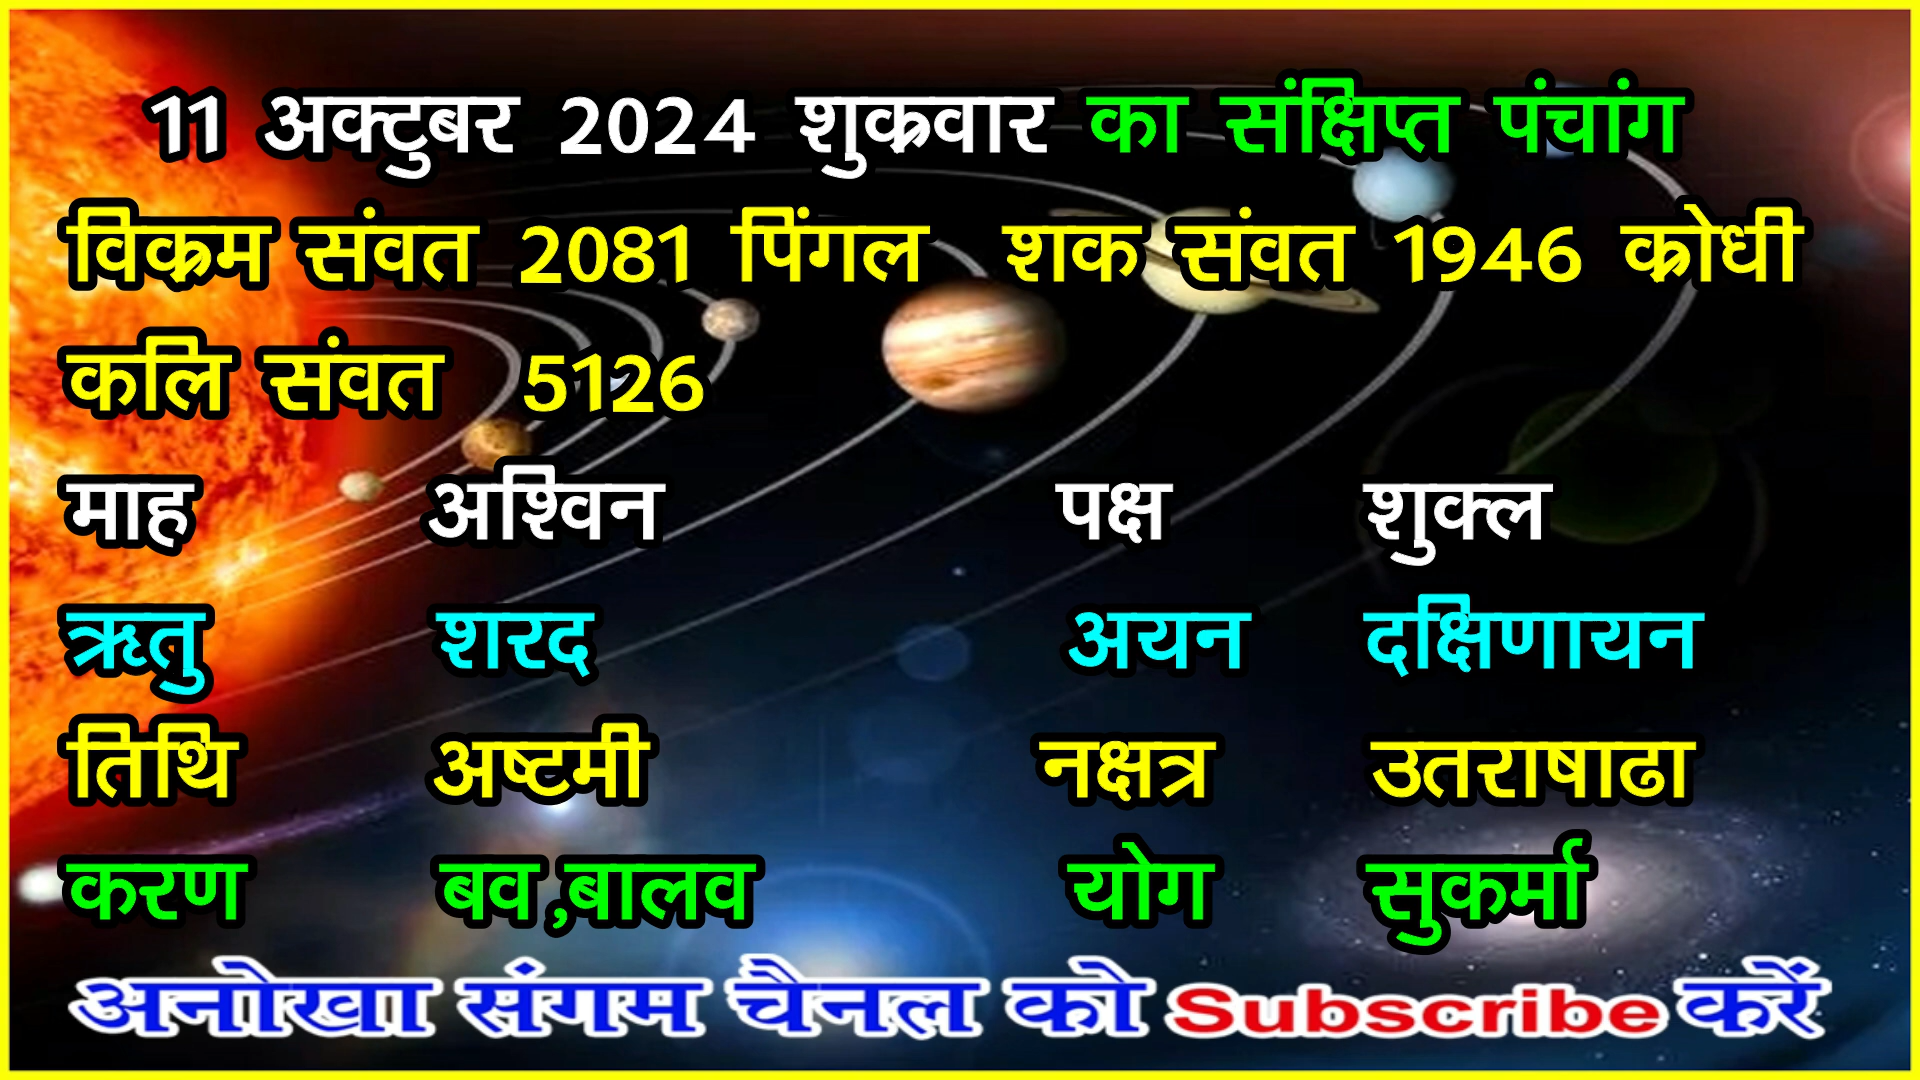 11 अक्टुबर 2024 शुक्रवार का संक्षिप्त पंचांग
विक्रम संवत 2081 पिंगल शक संवत 1946 क्रोधी
कलि संवत 5126
माह अश्विन पक्ष शुक्ल
ऋतु शरद अयन दक्षिणायन
तिथि अष्टमी नक्षत्र उतराषाढा
करण बव,बालव योग सुकर्मा
अनोखा संगम चैनल को Subscribe करें